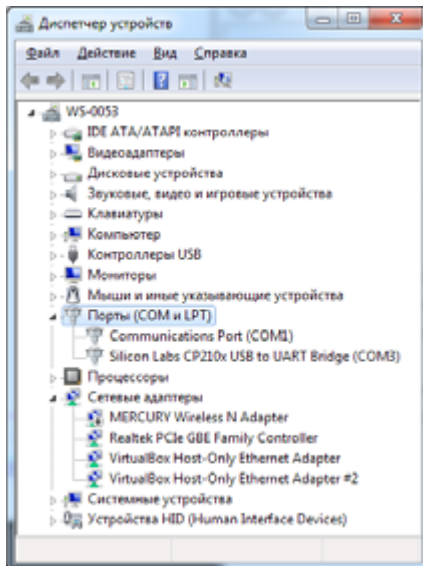 Диспетчер устройств
Файл Действие Вид Справка
WS-0053
IDE ATA/ATAPI контроллеры
Видеоадаптеры
Дисковые устройства
Звуковые, видео и игровые устройства
Клавиатуры
Компьютер
Контроллеры USB
Мониторы
Мыши и иные указывающие устройства
Порты (COM и LPT)
Communications Port (COM1)
Silicon Labs CP210x USB to UART Bridge (COM3)
Процессоры
Сетевые адаптеры
MERCURY Wireless N Adapter
Realtek PCIe GBE Family Controller
VirtualBox Host-Only Ethernet Adapter
VirtualBox Host-Only Ethernet Adapter #2
Системные устройства
Устройства HID (Human Interface Devices)